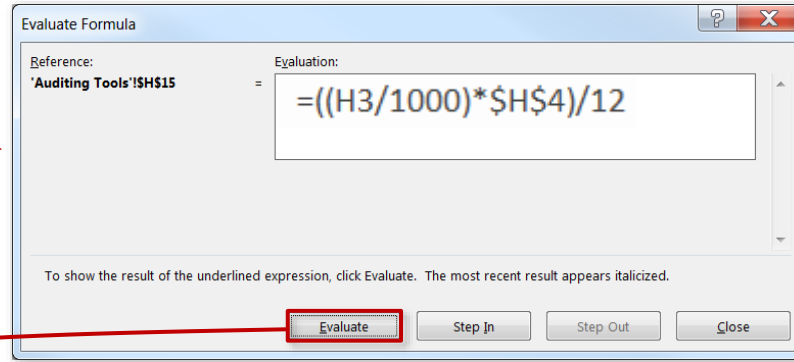 Evaluate Formula
? X
Reference: Evaluation:
'Auditing Tools'!$H$15 = =((H3/1000)*$H$4)/12
To show the result of the underlined expression, click Evaluate. The most recent result appears italicized.
Evaluate Step In Step Out Close